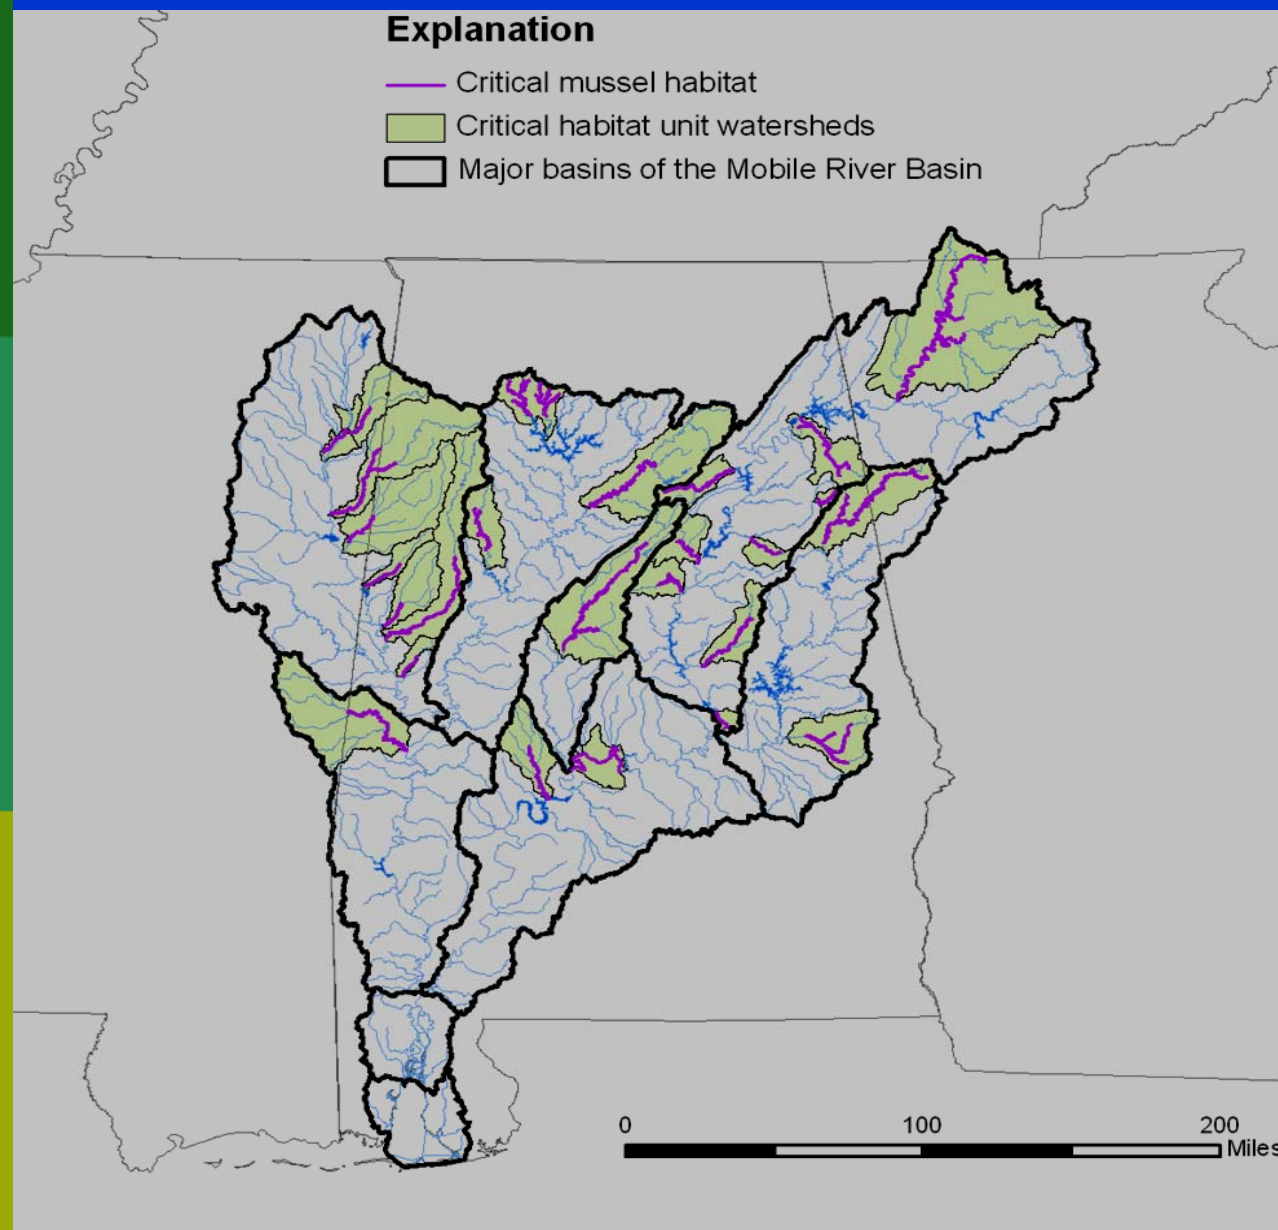 Explanation
Critical mussel habitat
Critical habitat unit watersheds
Major basins of the Mobile River Basin
0 100 200
Miles